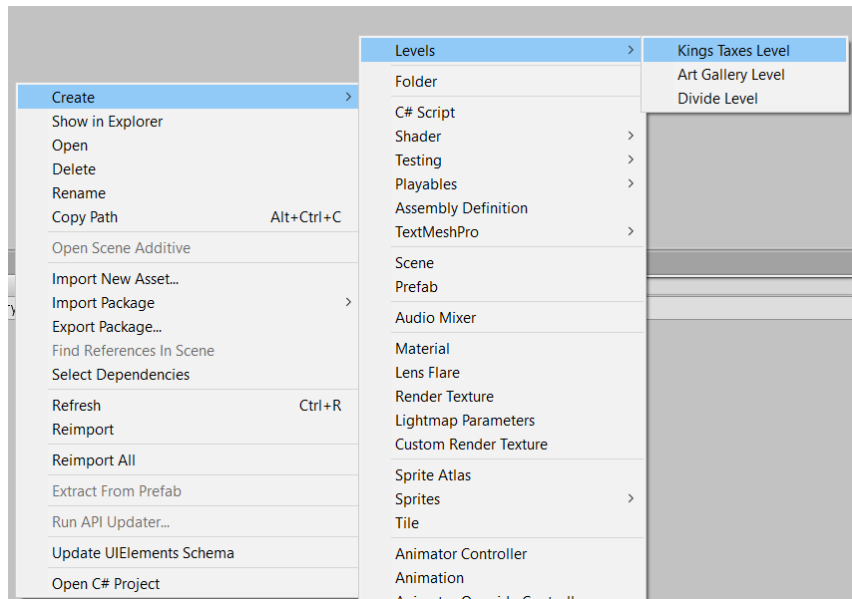 Create
Show in Explorer
Open
Delete
Rename
Copy Path Alt+Ctrl+C
Open Scene Additive
Import New Asset...
Import Package
Export Package...
Find References In Scene
Select Dependencies
Refresh Ctrl+R
Reimport
Reimport All
Extract From Prefab
Run API Updater...
Update UIElements Schema
Open C# Project
Levels
Folder
C# Script
Shader
Testing
Playables
Assembly Definition
TextMeshPro
Scene
Prefab
Audio Mixer
Material
Lens Flare
Render Texture
Lightmap Parameters
Custom Render Texture
Sprite Atlas
Sprites
Tile
Animator Controller
Animation
Kings Taxes Level
Art Gallery Level
Divide Level